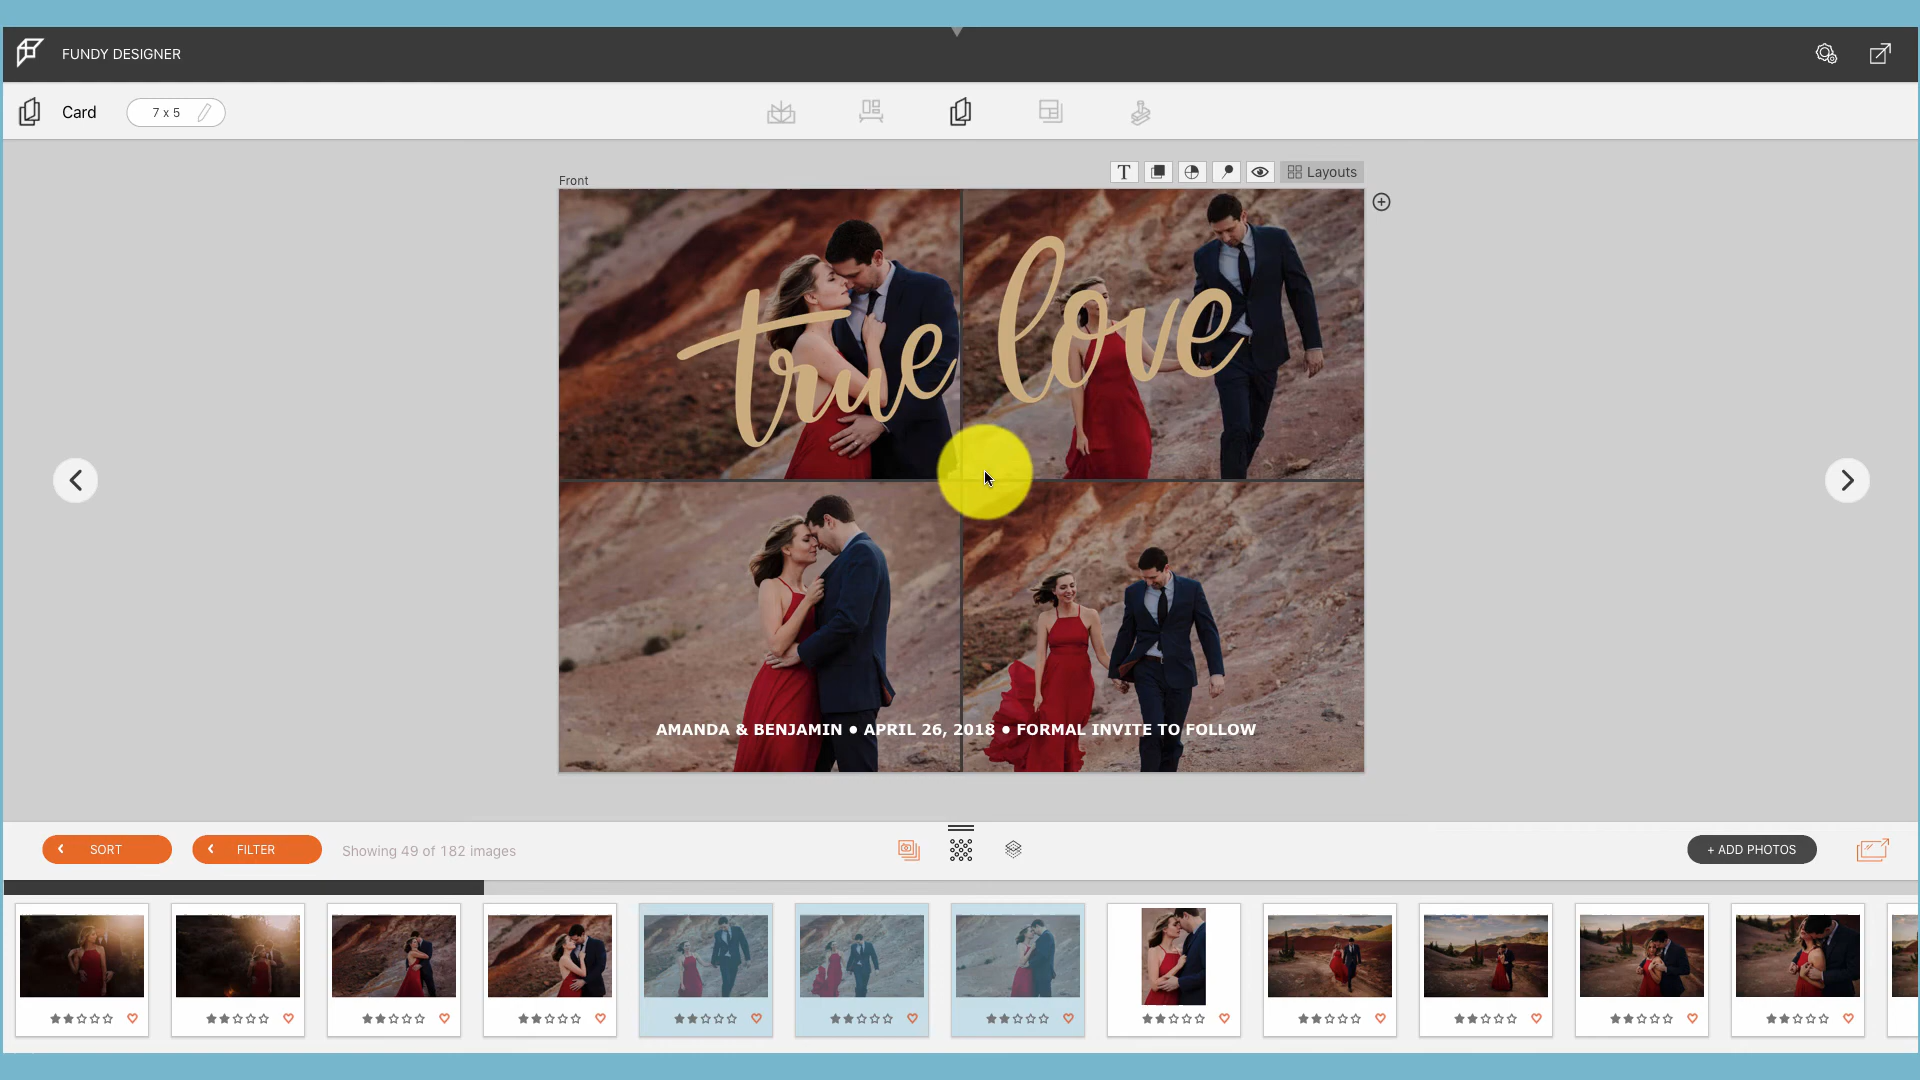 FUNDY DESIGNER
Card
7 x 5
Front
T
Layouts
true love
AMANDA & BENJAMIN • APRIL 26, 2018 • FORMAL INVITE TO FOLLOW
SORT
FILTER
Showing 49 of 182 images
+ ADD PHOTOS